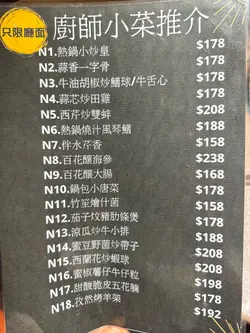 只限廳面
廚師小菜推介
N1.熱鍋小炒皇 $178
N2.蒜香一字骨 $178
N3.牛油胡椒炒鱔球/牛舌心 $178
N4.蒜芯炒田雞 $178
N5.西芹炒雙蚌 $208
N6.熱鍋燒汁風琴鱔 $188
N7.件水芹香 $158
N8.百花釀海參 $238
N9.百花釀大腸 $168
N10.鍋包小唐菜 $158
N11.竹笙燴什菌 $178
N12.茄子炆豬肋條煲 $178
N13.涼瓜炒牛小排 $188
N14.蜜豆野菌炒帶子 $208
N15.西蘭花炒蝦球 $208
N16.蜜椒薯仔牛仔粒 $198
N17.甜酸脆皮五花腩 $178
N18.孜然烤羊架 $192